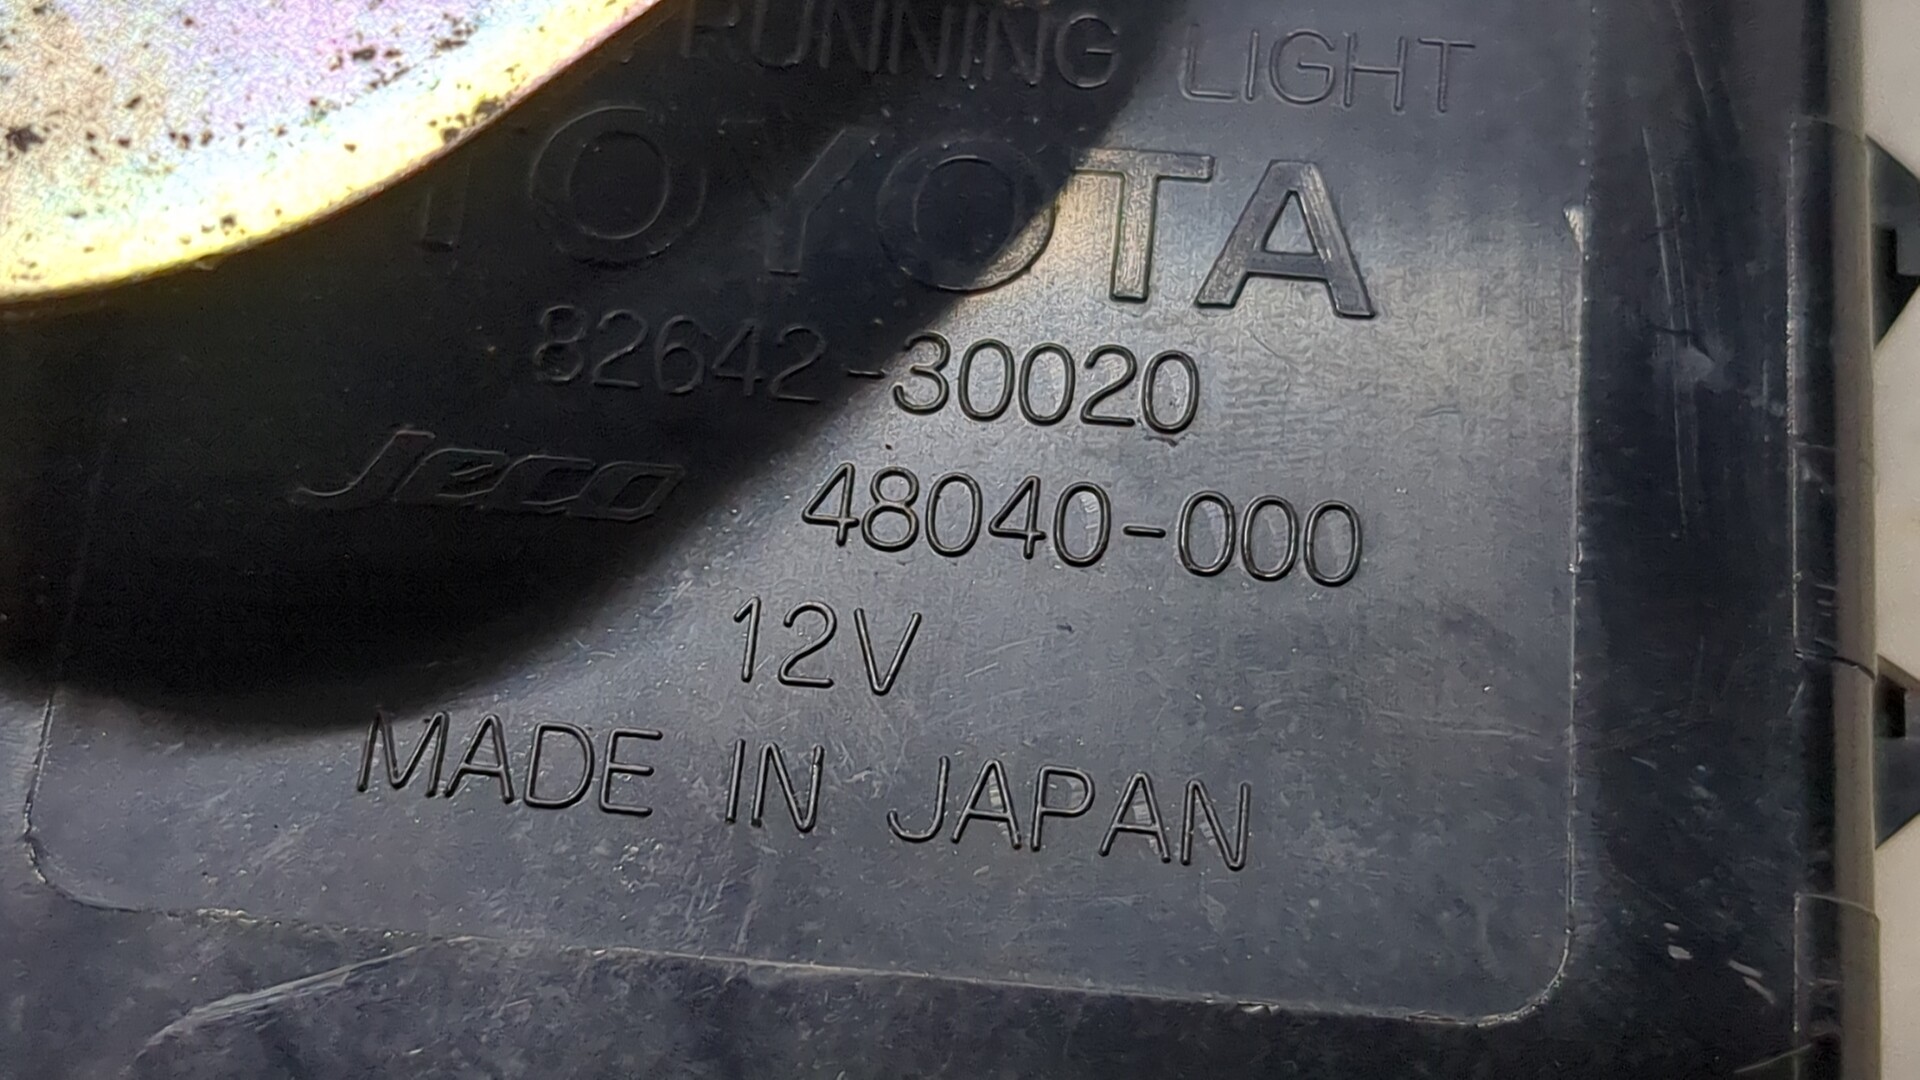 RUNNING LIGHT
TOYOTA
82642-30020
Jeco 48040-000
12V
MADE IN JAPAN